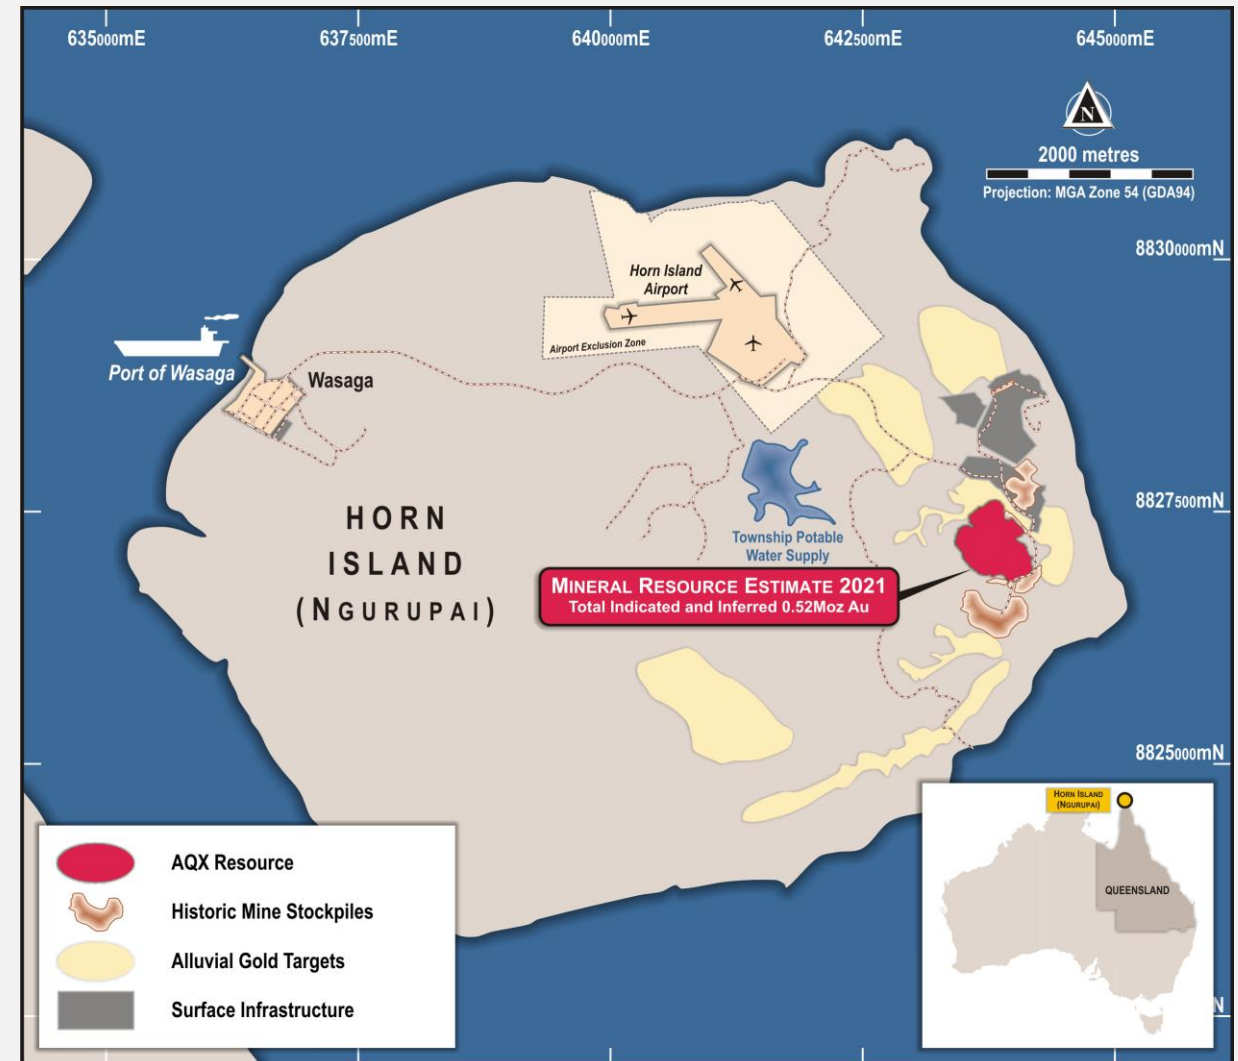 635000mE
637500mE
640000mE
642500mE
645000mE
N
2000 metres
Projection: MGA Zone 54 (GDA94)
8830000mN
Horn Island
Airport
Airport Exclusion Zone
Port of Wasaga
Wasaga
8827500mN
HORN
ISLAND
(NGURUPAI)
Township Potable
Water Supply
MINERAL RESOURCE ESTIMATE 2021
Total Indicated and Inferred 0.52Moz Au
8825000mN
HORN ISLAND
(NGURUPAI)
QUEENSLAND
AQX Resource
Historic Mine Stockpiles
Alluvial Gold Targets
Surface Infrastructure
N